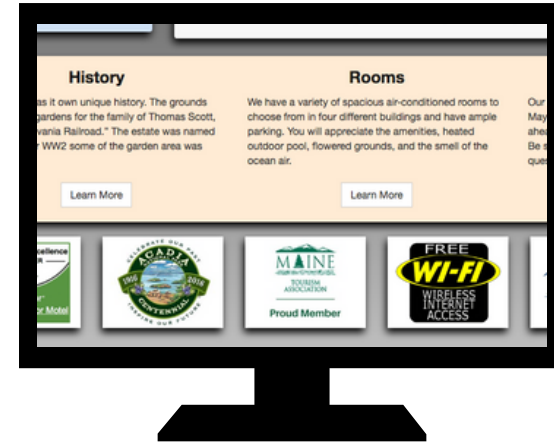 History
as it own unique history. The grounds
gardens for the family of Thomas Scott,
vania Railroad." The estate was named
WW2 some of the garden area was
Learn More
Rooms
We have a variety of spacious air-conditioned rooms to
choose from in four different buildings and have ample
parking. You will appreciate the amenities, heated
outdoor pool, flowered grounds, and the smell of the
ocean air.
Learn More
Our
May
ahea
Be s
ques
cellence
or Motel
CELEBRATE OUR PAST
ACADIA
1916
2016
CENTENNIAL
INSPIRE OUR FUTURE
MAINE
TOURISM
ASSOCIATION
Proud Member
FREE
WI-FI
WIRELESS
INTERNET
ACCESS